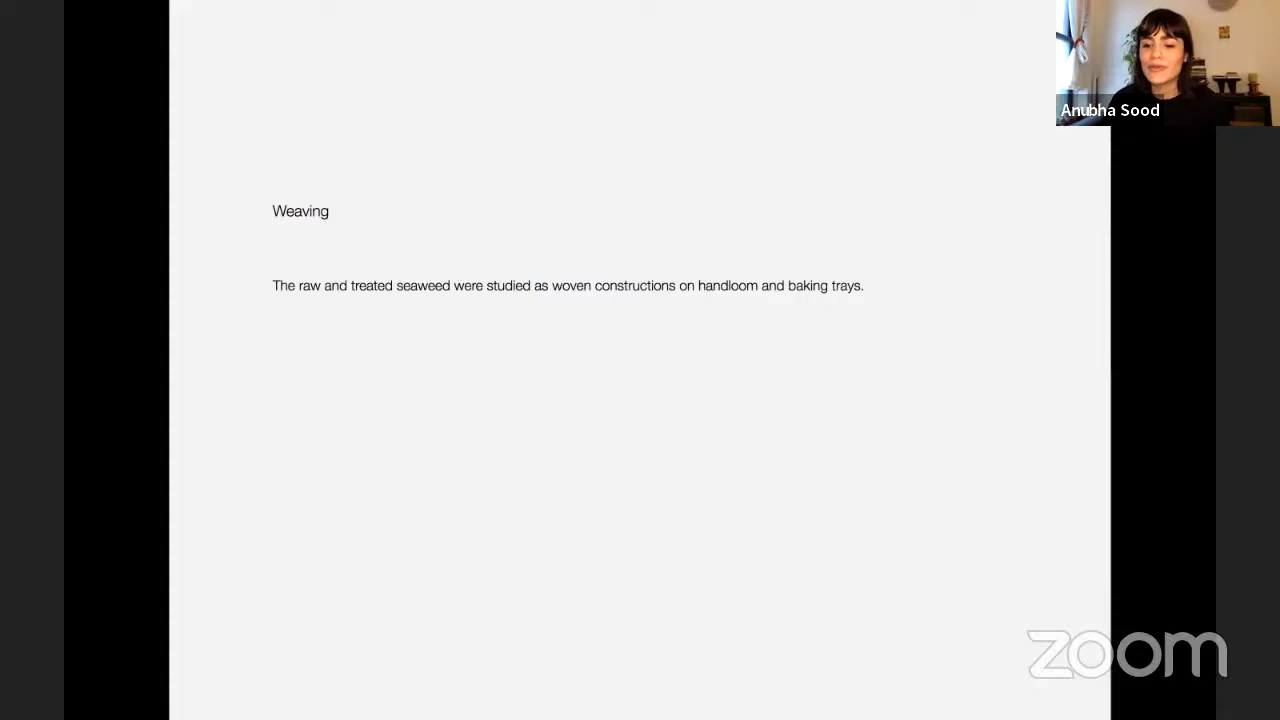 Anubha Sood
Weaving
The raw and treated seaweed were studied as woven constructions on handloom and baking trays.
zoom